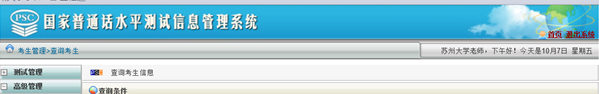 PSC 国家普通话水平测试信息管理系统
首页 退出系统
考生管理>查询考生
苏州大学老师，下午好！今天是10月7日 星期五
测试管理
查询考生信息
高级管理
查询条件